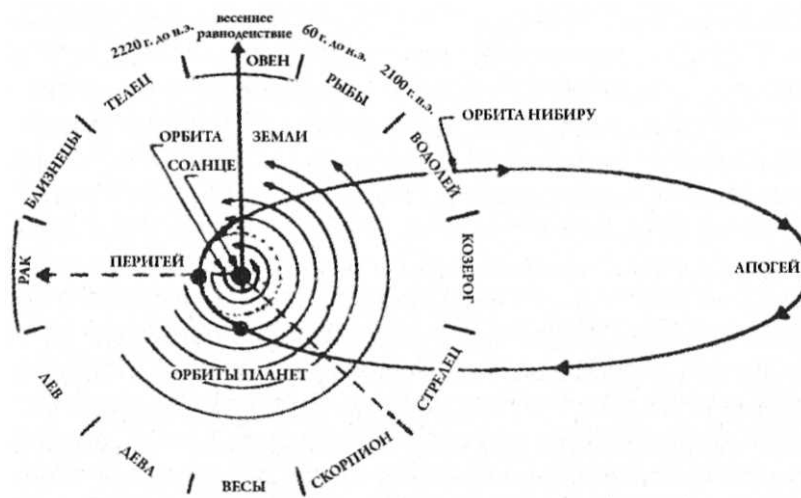 весеннее
равноденствие
2220 г. до н.э.
60 г. до н.э.
2100 г. н.э.
ОВЕН
ТЕЛЕЦ
РЫБЫ
ОРБИТА ЗЕМЛИ
ОРБИТА НИБИРУ
СОЛНЦЕ
БЛИЗНЕЦЫ
ВОДОЛЕЙ
ПЕРИГЕЙ
РАК
КОЗЕРОГ
АПОГЕЙ
ОРБИТЫ ПЛАНЕТ
ЛЕВ
СТРЕЛЕЦ
ДЕВА
СКОРПИОН
ВЕСЫ